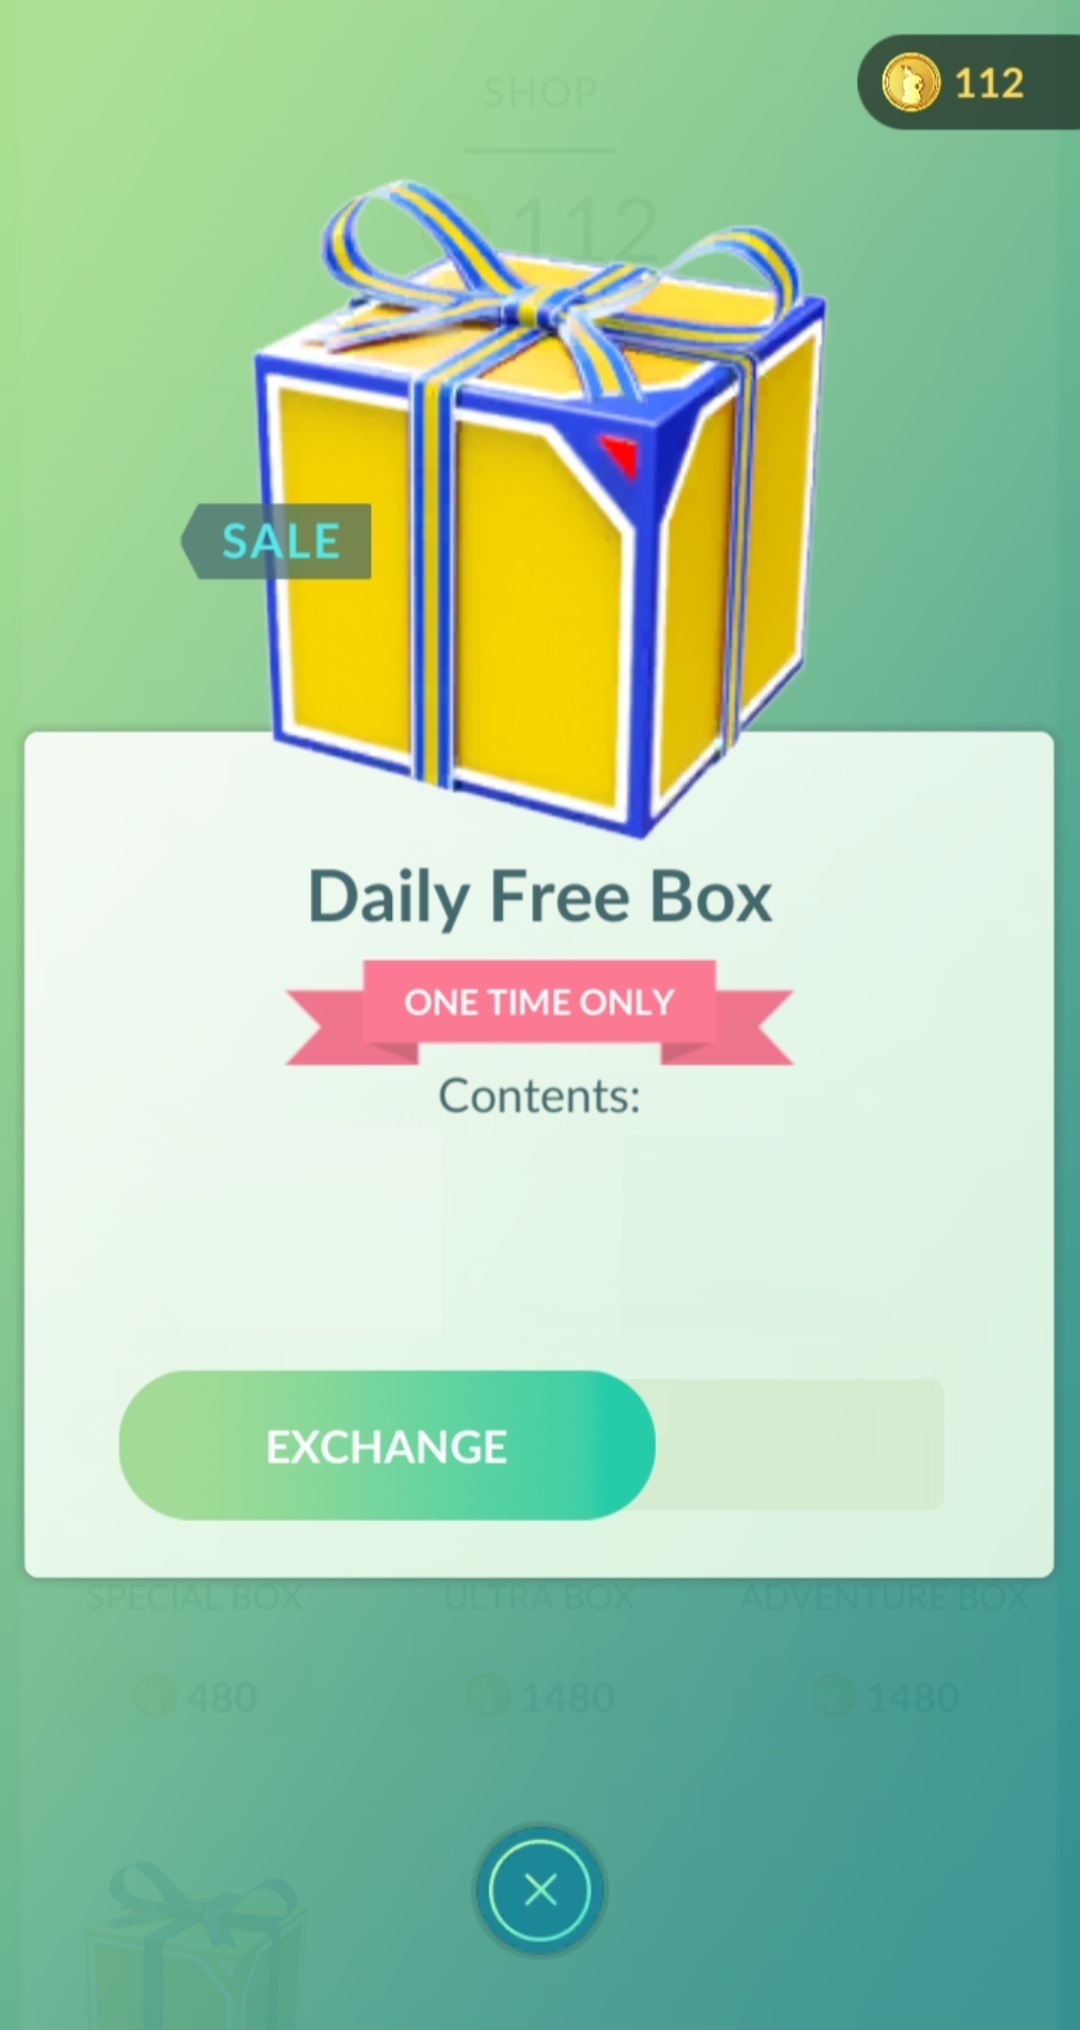 112
SHOP
112
SALE
Daily Free Box
ONE TIME ONLY
Contents:
EXCHANGE
SPECIAL BOX
ULTRA BOX
ADVENTURE BOX
480
1480
1480